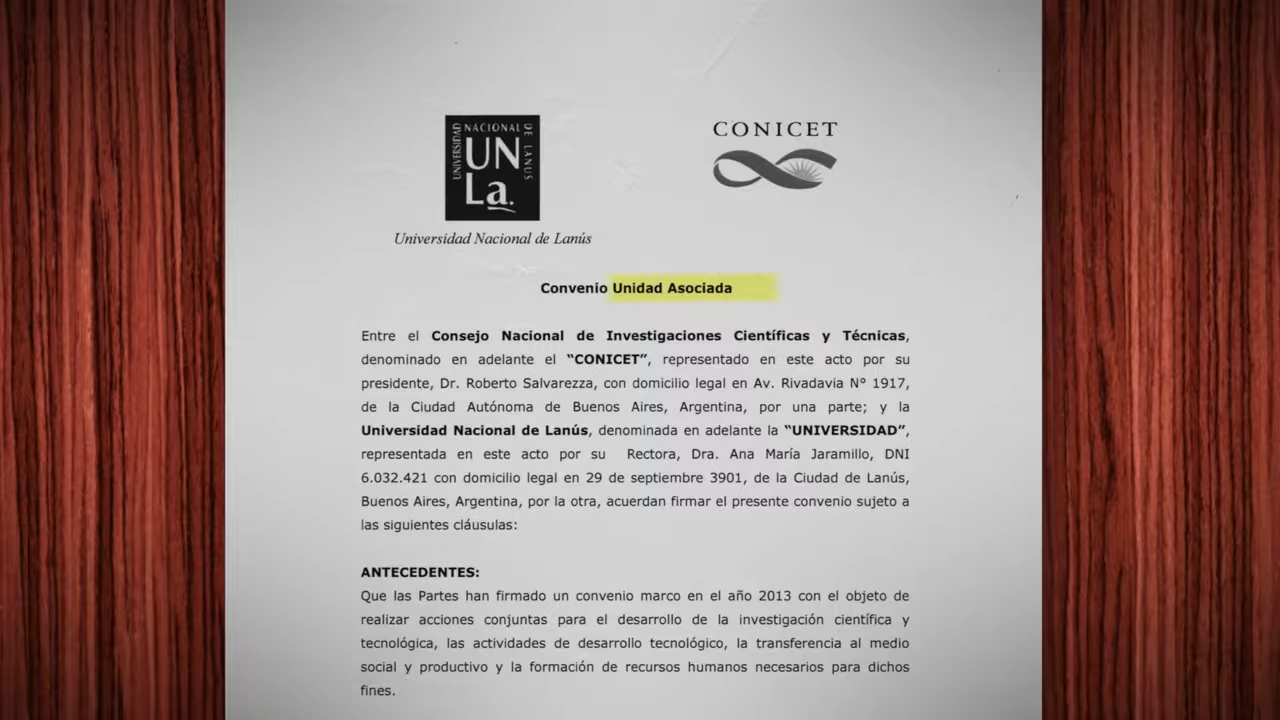 UNIVERSIDAD NACIONAL DE LANUS
UN
La.
CONICET
Universidad Nacional de Lanús
Convenio Unidad Asociada
Entre el Consejo Nacional de Investigaciones Científicas y Técnicas,
denominado en adelante el “CONICET”, representado en este acto por su
presidente, Dr. Roberto Salvarezza, con domicilio legal en Av. Rivadavia N° 1917,
de la Ciudad Autónoma de Buenos Aires, Argentina, por una parte; y la
Universidad Nacional de Lanús, denominada en adelante la “UNIVERSIDAD”,
representada en este acto por su Rectora, Dra. Ana María Jaramillo, DNI
6.032.421 con domicilio legal en 29 de septiembre 3901, de la Ciudad de Lanús,
Buenos Aires, Argentina, por la otra, acuerdan firmar el presente convenio sujeto a
las siguientes cláusulas:
ANTECEDENTES:
Que las Partes han firmado un convenio marco en el año 2013 con el objeto de
realizar acciones conjuntas para el desarrollo de la investigación científica y
tecnológica, las actividades de desarrollo tecnológico, la transferencia al medio
social y productivo y la formación de recursos humanos necesarios para dichos
fines.